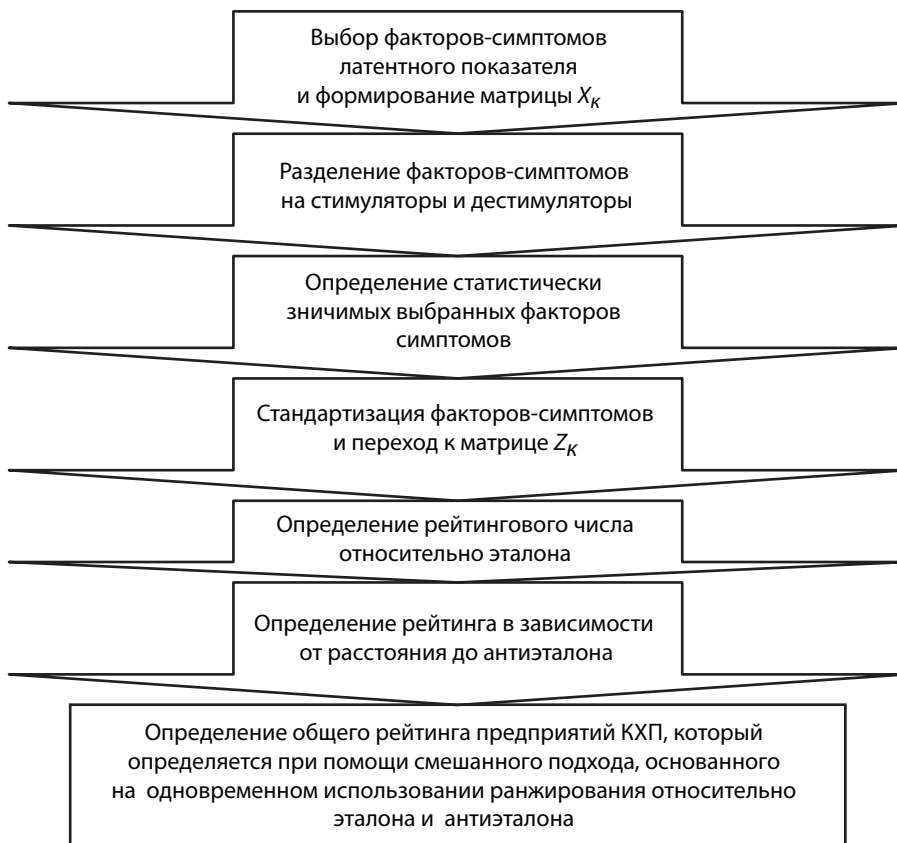 Выбор факторов-симптомов
латентного показателя
и формирование матрицы Xк
Разделение факторов-симптомов
на стимуляторы и дестимуляторы
Определение статистически
зничимых выбранных факторов
симптомов
Стандартизация факторов-симптомов
и переход к матрице Zк
Определение рейтингового числа
относительно эталона
Определение рейтинга в зависимости
от расстояния до антиэталона
Определение общего рейтинга предприятий КХП, который
определяется при помощи смешанного подхода, основанного
на одновременном использовании ранжирования относительно
эталона и антиэталона